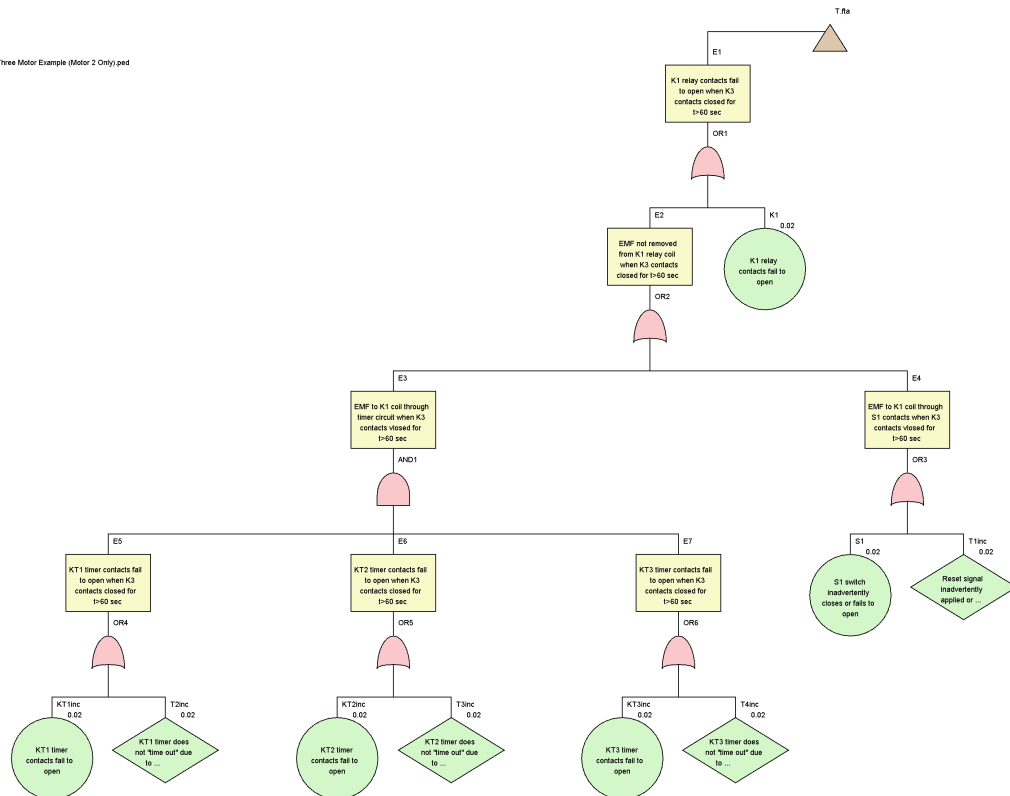 T.fta
Three Motor Example (Motor 2 Only).ped
E1
K1 relay contacts fail
to open when K3
contacts closed for
t>60 sec
OR1
E2
K1
0.02
EMF not removed
from K1 relay coil
when K3 contacts
closed for t>60 sec
K1 relay
contacts fail to
open
OR2
E3
E4
EMF to K1 coil through
timer circuit when K3
contacts vlosed for
t>60 sec
EMF to K1 coil through
S1 contacts when K3
contacts vlosed for
t>60 sec
AND1
OR3
E5
E6
E7
S1
0.02
T1inc
0.02
KT1 timer contacts fail
to open when K3
contacts closed for
t>60 sec
KT2 timer contacts fail
to open when K3
contacts closed for
t>60 sec
KT3 timer contacts fail
to open when K3
contacts closed for
t>60 sec
S1 switch
inadvertently
closes or fails to
open
Reset signal
inadvertently
applied or ...
OR4
OR5
OR6
KT1inc
0.02
T2inc
0.02
KT2inc
0.02
T3inc
0.02
KT3inc
0.02
T4inc
0.02
KT1 timer
contacts fail to
open
KT1 timer does
not "time out" due
to ...
KT2 timer
contacts fail to
open
KT2 timer does
not "time out" due
to ...
KT3 timer
contacts fail to
open
KT3 timer does
not "time out" due
to ...